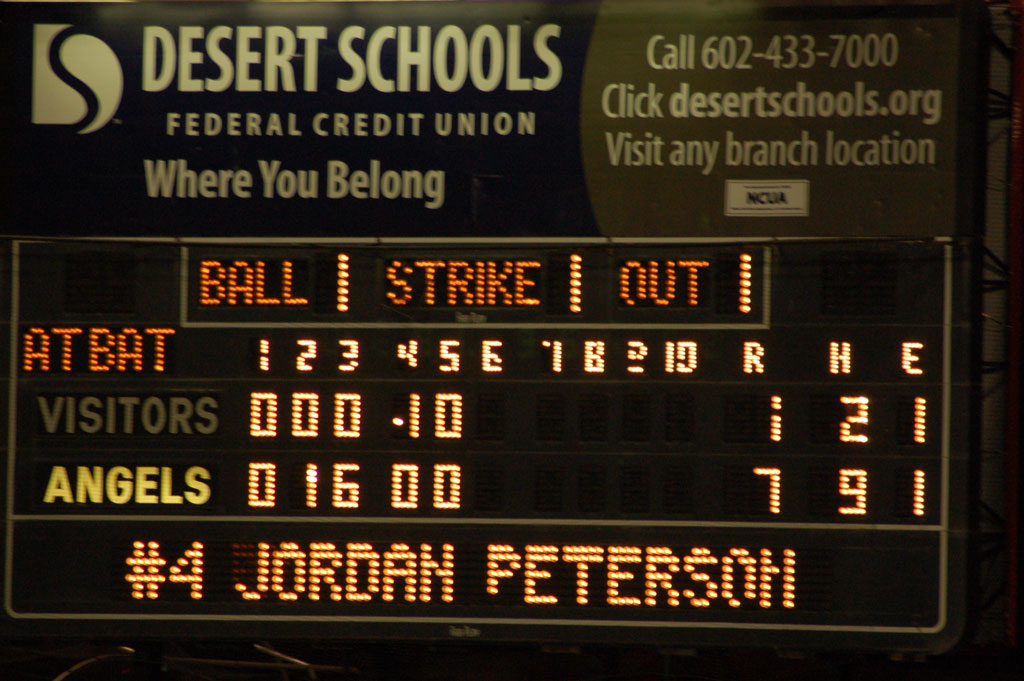 DESERT SCHOOLS
FEDERAL CREDIT UNION
Where You Belong
Call 602-433-7000
Click desertschools.org
Visit any branch location
NCUA
BALL 1 STRIKE 1 OUT 1
AT BAT 1 2 3 4 5 6 7 8 9 10 R H E
VISITORS 0 0 0 1 0 1 2 1
ANGELS 0 1 6 0 0 7 9 1
#4 JORDAN PETERSON